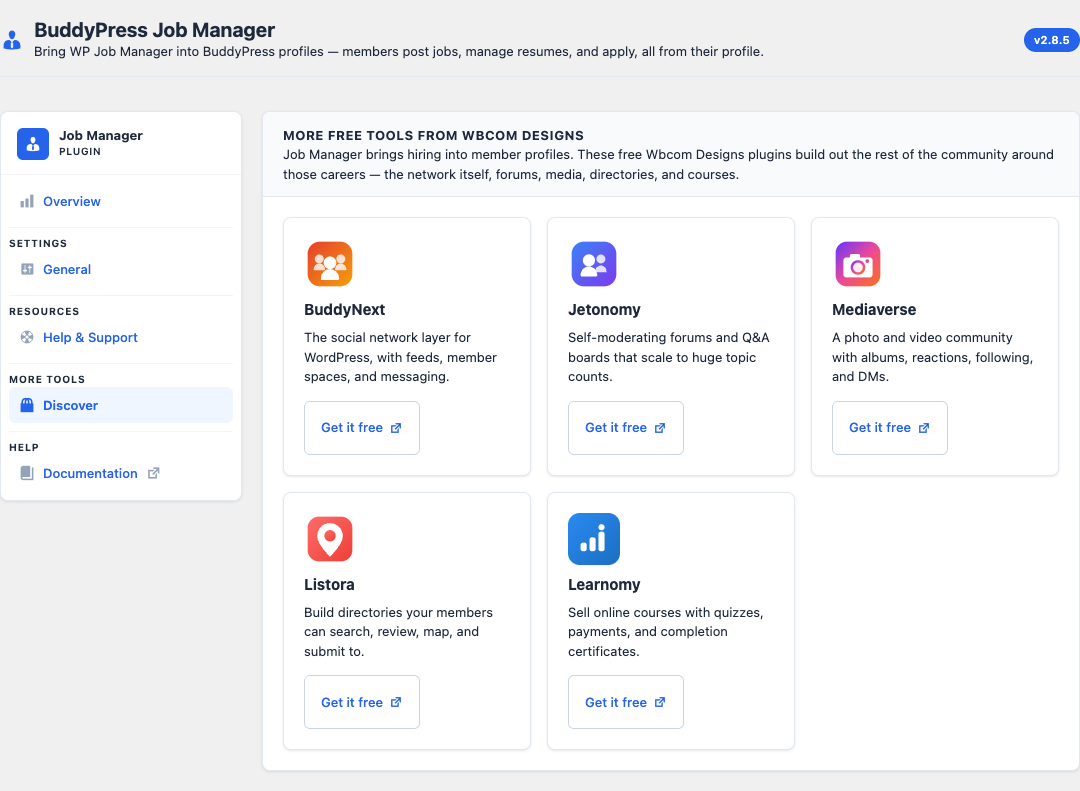 BuddyPress Job Manager
Bring WP Job Manager into BuddyPress profiles — members post jobs, manage resumes, and apply, all from their profile.
v2.8.5
Job Manager
PLUGIN
Overview
SETTINGS
General
RESOURCES
Help & Support
MORE TOOLS
Discover
HELP
Documentation
MORE FREE TOOLS FROM WBCOM DESIGNS
Job Manager brings hiring into member profiles. These free Wbcom Designs plugins build out the rest of the community around
those careers — the network itself, forums, media, directories, and courses.
BuddyNext
The social network layer for
WordPress, with feeds, member
spaces, and messaging.
Get it free
Jetonomy
Self-moderating forums and Q&A
boards that scale to huge topic
counts.
Get it free
Mediaverse
A photo and video community
with albums, reactions, following,
and DMs.
Get it free
Listora
Build directories your members
can search, review, map, and
submit to.
Get it free
Learnomy
Sell online courses with quizzes,
payments, and completion
certificates.
Get it free